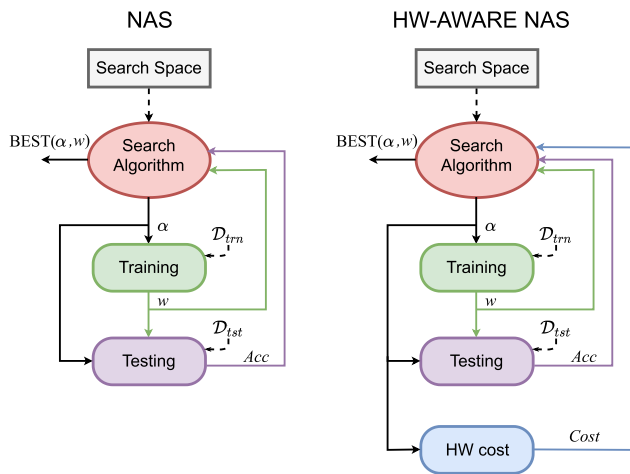 NAS
Search Space
BEST(α,w)
Search
Algorithm
α
𝒟trn
Training
w
𝒟tst
Testing
Acc
HW-AWARE NAS
Search Space
BEST(α,w)
Search
Algorithm
α
𝒟trn
Training
w
𝒟tst
Testing
Acc
HW cost
Cost